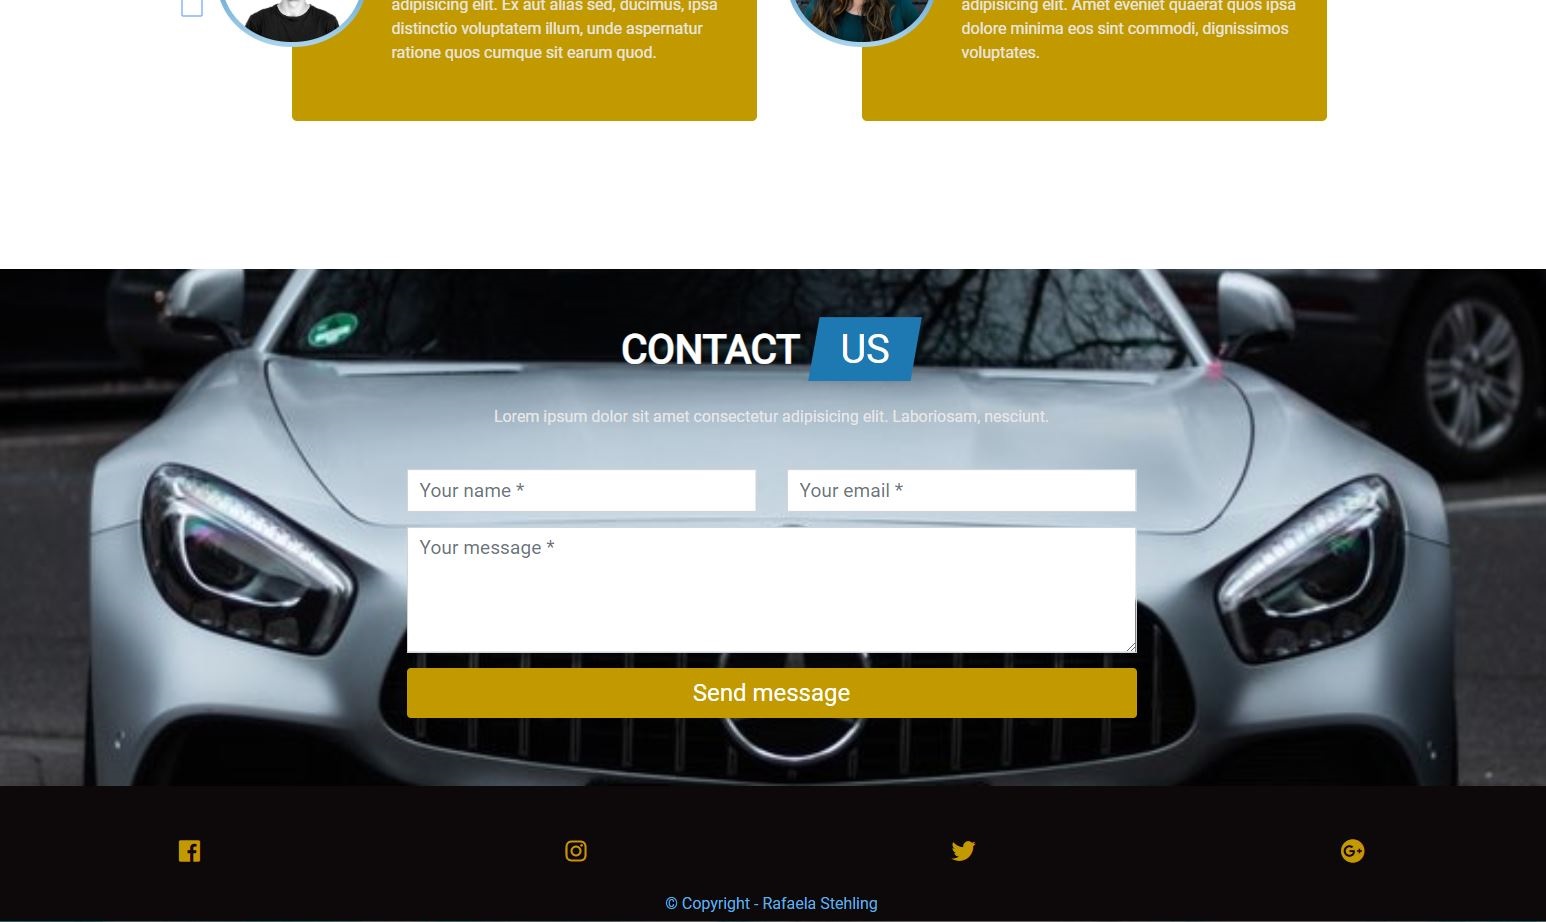 adipisicing elit. Ex aut alias sed, ducimus, ipsa
distinctio voluptatem illum, unde aspernatur
ratione quos cumque sit earum quod.
adipisicing elit. Amet eveniet quaerat quos ipsa
dolore minima eos sint commodi, dignissimos
voluptates.
CONTACT US
Lorem ipsum dolor sit amet consectetur adipisicing elit. Laboriosam, nesciunt.
Your name *
Your email *
Your message *
Send message
© Copyright - Rafaela Stehling